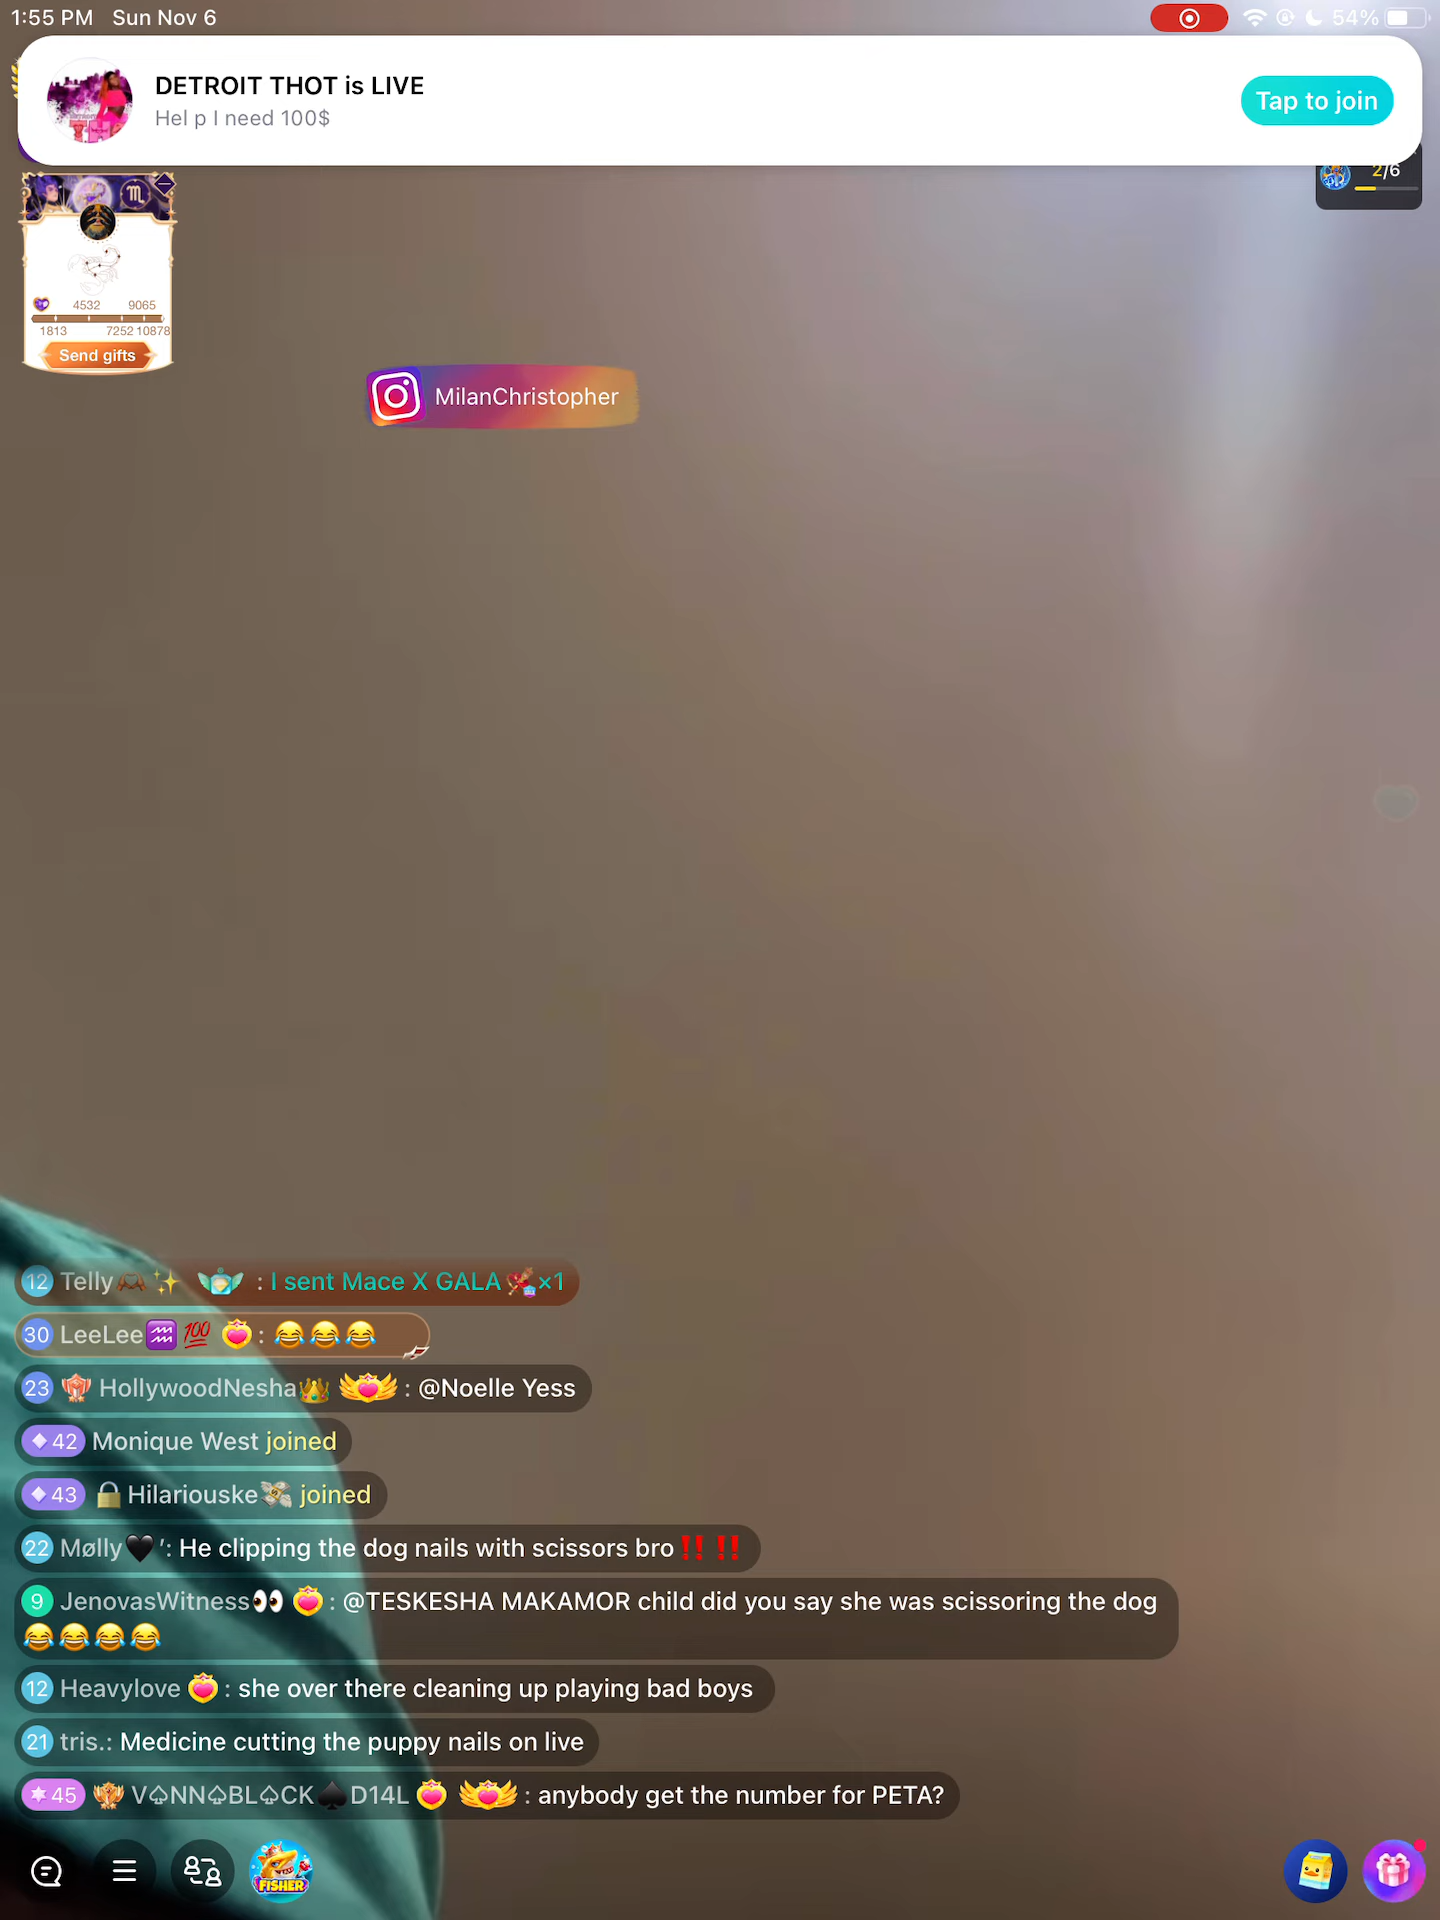 1:55 PM Sun Nov 6
54%
DETROIT THOT is LIVE
Hel p I need 100$
Tap to join
2/6
4532 9065
1813 7252 10878
Send gifts
MilanChristopher
12 Telly : I sent Mace X GALA ×1
30 LeeLee♒💯 : 😂😂😂
23 HollywoodNesha👑 : @Noelle Yess
42 Monique West joined
43 🔒Hilariouske💸 joined
22 Mølly🖤′: He clipping the dog nails with scissors bro‼️‼️
9 JenovasWitness👀 : @TESKESHA MAKAMOR child did you say she was scissoring the dog
😂😂😂😂
12 Heavylove : she over there cleaning up playing bad boys
21 tris.: Medicine cutting the puppy nails on live
45 V♤NN♤BL♤CK♠️D14L : anybody get the number for PETA?
FISHER